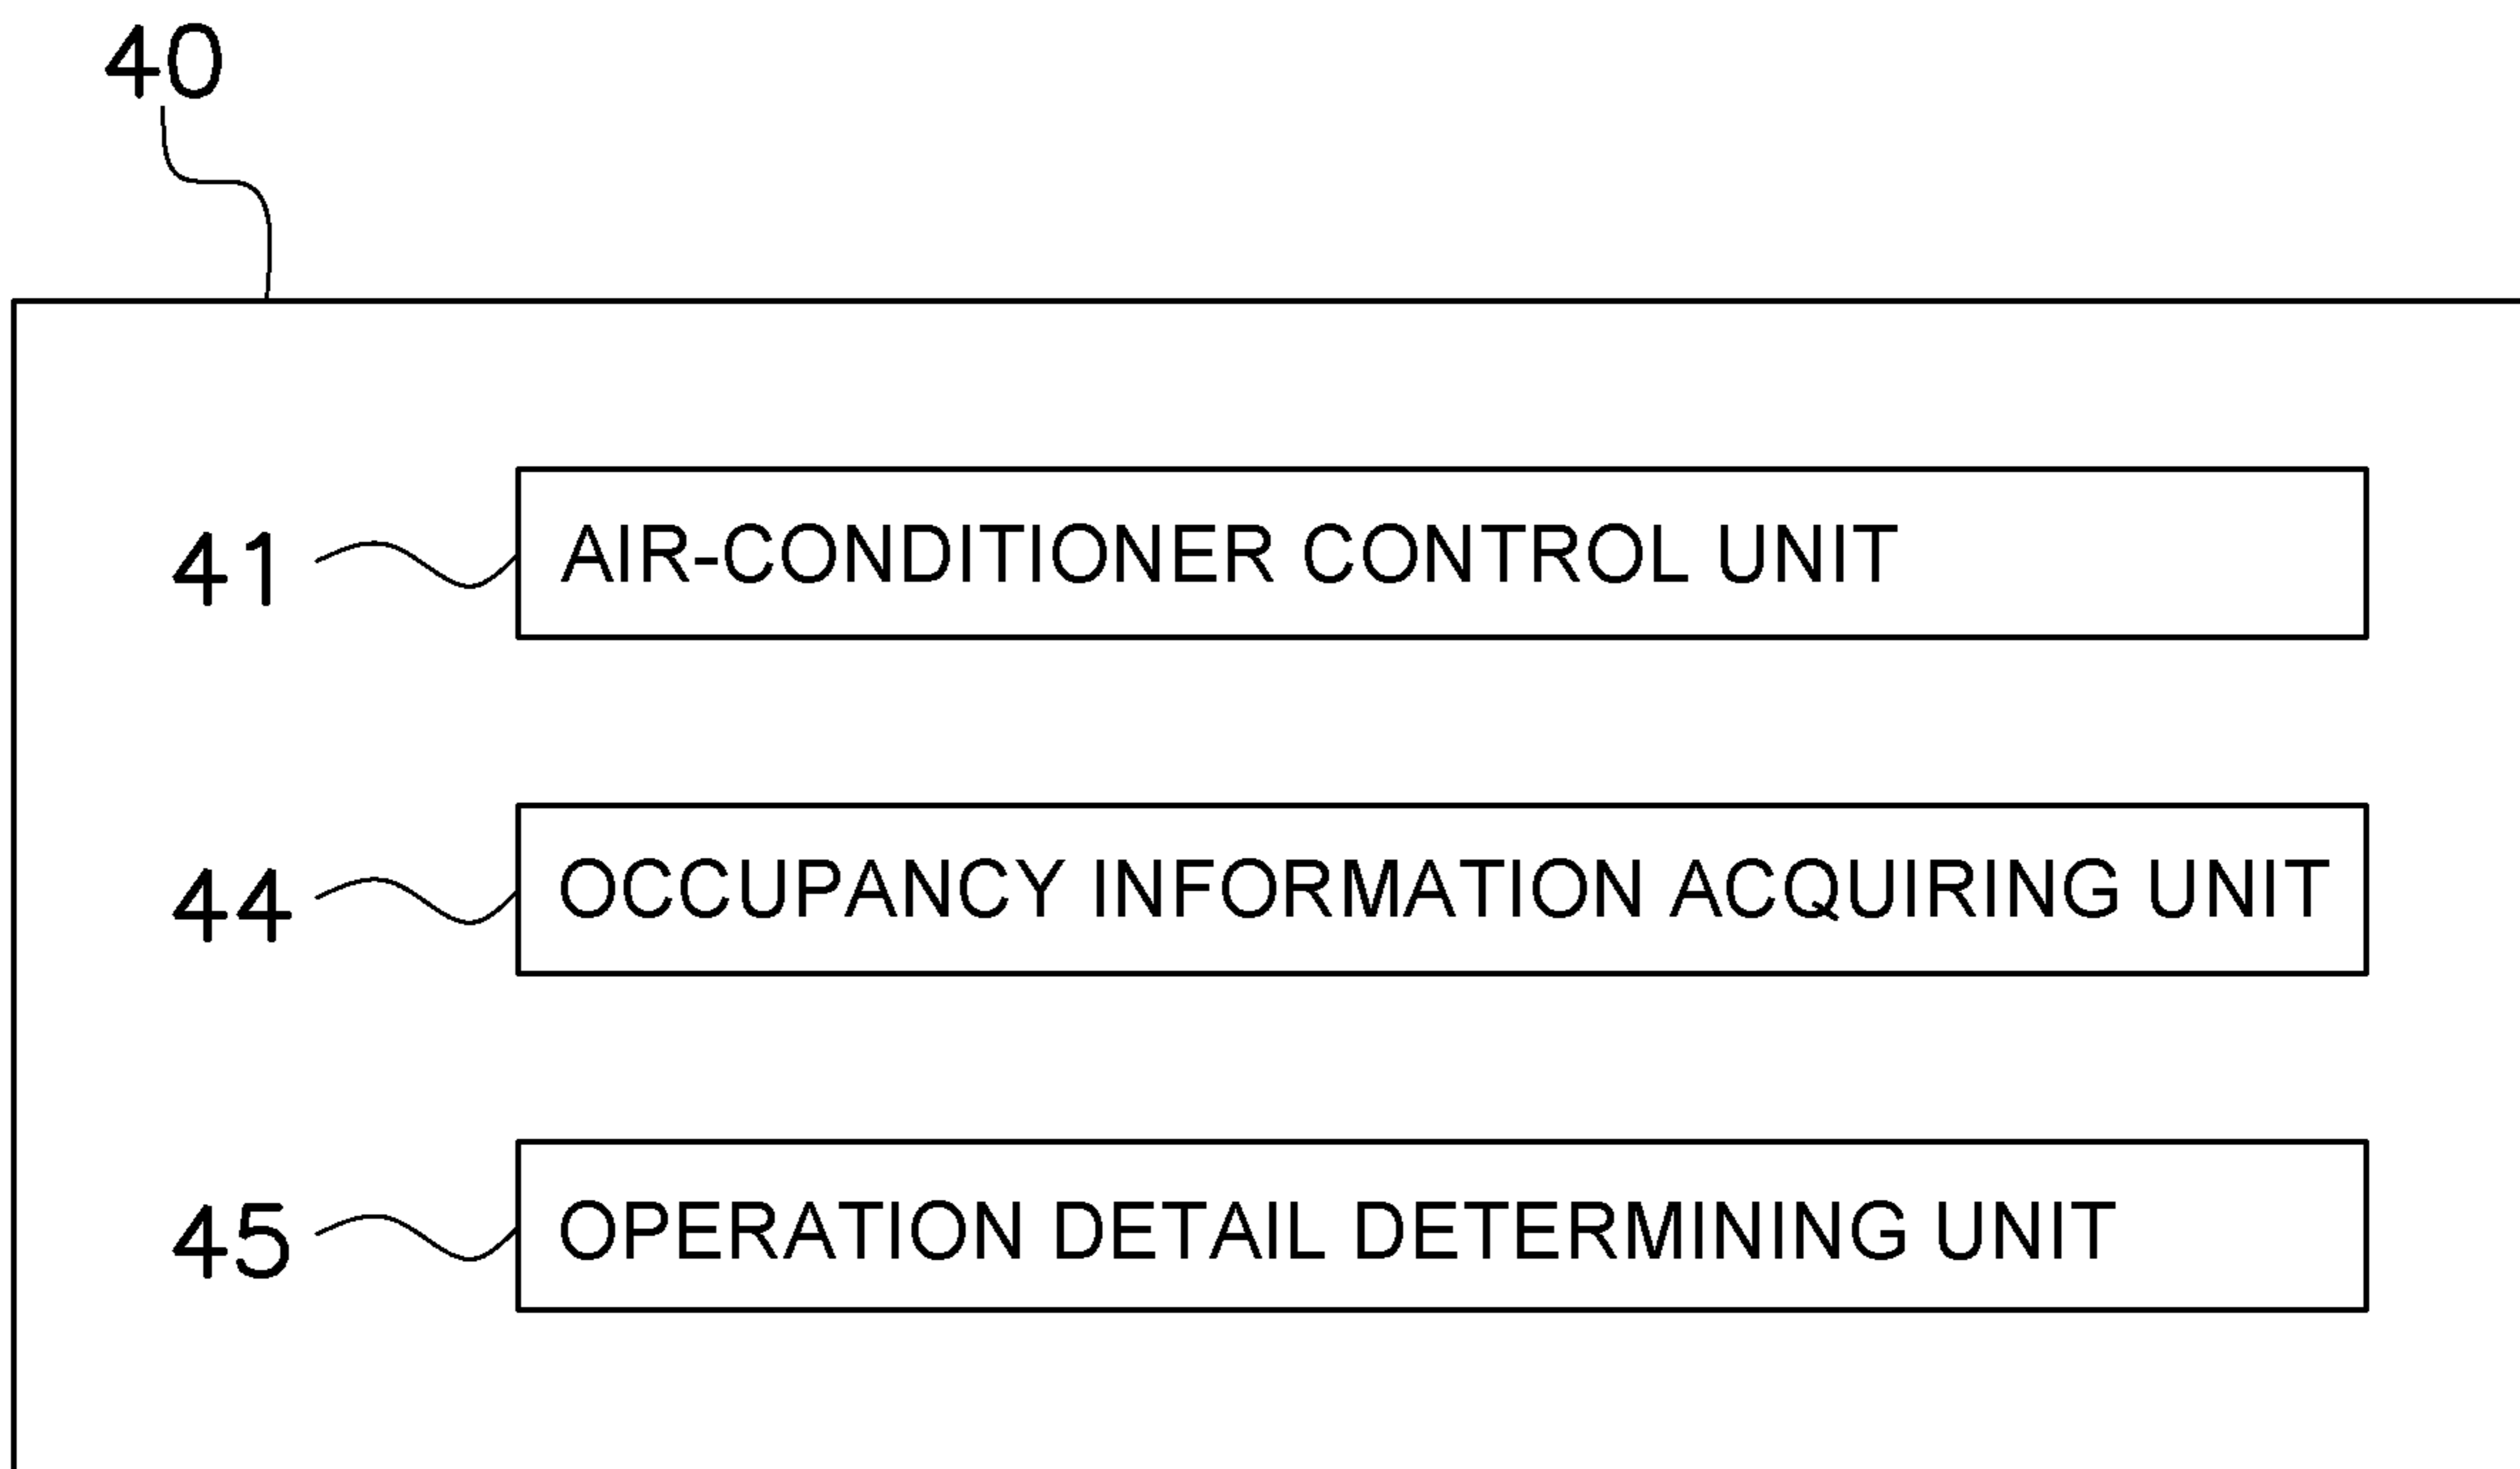 40
41 AIR-CONDITIONER CONTROL UNIT
44 OCCUPANCY INFORMATION ACQUIRING UNIT
45 OPERATION DETAIL DETERMINING UNIT